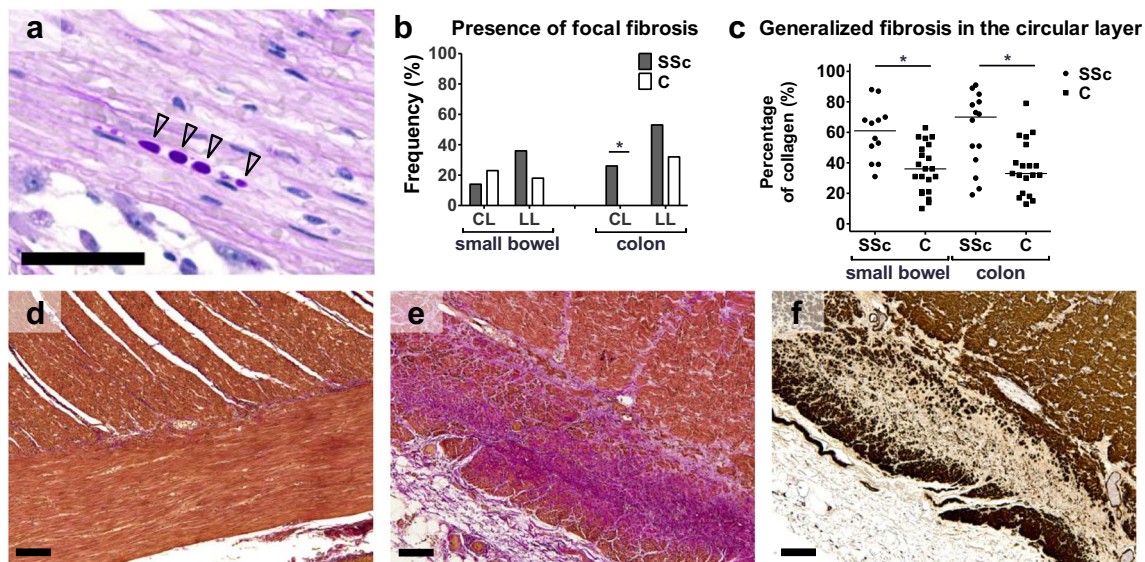 a
b
Presence of focal fibrosis
Frequency (%)
100
80
60
40
20
0
SSc
C
*
CL
LL
CL
LL
small bowel
colon
c
Generalized fibrosis in the circular layer
Percentage
of collagen (%)
100
80
60
40
20
0
*
*
SSc
C
SSc
C
SSc
C
small bowel
colon
d
e
f